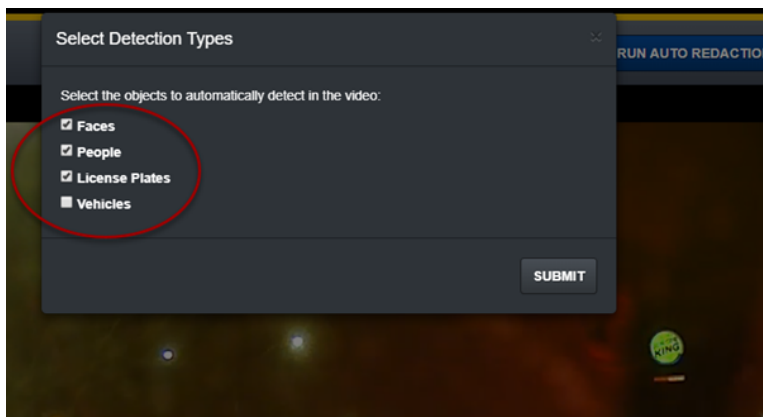 Select Detection Types
RUN AUTO REDACTIO
Select the objects to automatically detect in the video:
Faces
People
License Plates
Vehicles
SUBMIT
KING